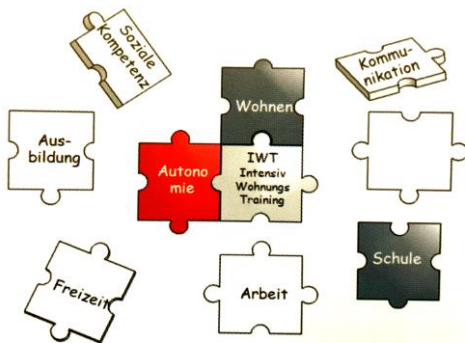 Soziale
Kompetenz
Kommu-
nikation
Wohnen
Aus-
bildung
Autono
mie
IWT
Intensiv
Wohnungs
Training
Freizeit
Arbeit
Schule